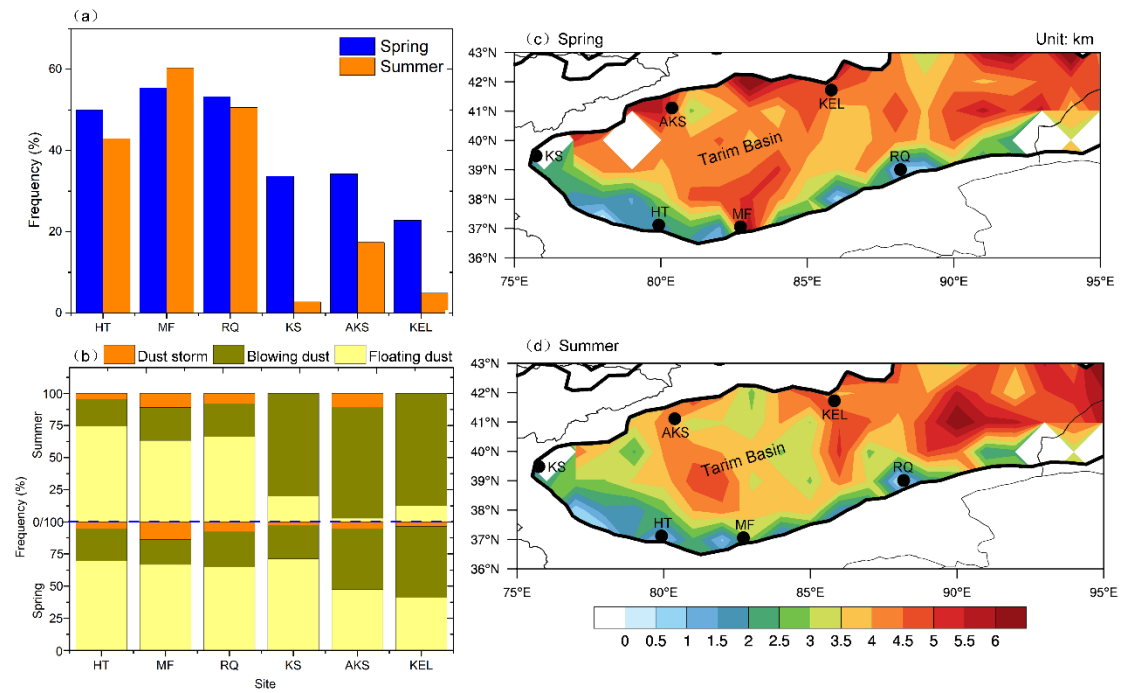 （a）
Spring
Summer
Frequency (%)
60
40
20
0
HT MF RQ KS AKS KEL
（b） Dust storm Blowing dust Floating dust
Summer
Frequency (%)
Spring
100
75
50
25
0/100
75
50
25
0
HT MF RQ KS AKS KEL
Site
（c）Spring
Unit: km
43°N
42°N
41°N
40°N
39°N
38°N
37°N
36°N
KEL
AKS
Tarim Basin
KS
RQ
HT
MF
75°E 80°E 85°E 90°E 95°E
（d）Summer
43°N
42°N
41°N
40°N
39°N
38°N
37°N
36°N
KEL
AKS
Tarim Basin
KS
RQ
HT
MF
75°E 80°E 85°E 90°E 95°E
0 0.5 1 1.5 2 2.5 3 3.5 4 4.5 5 5.5 6